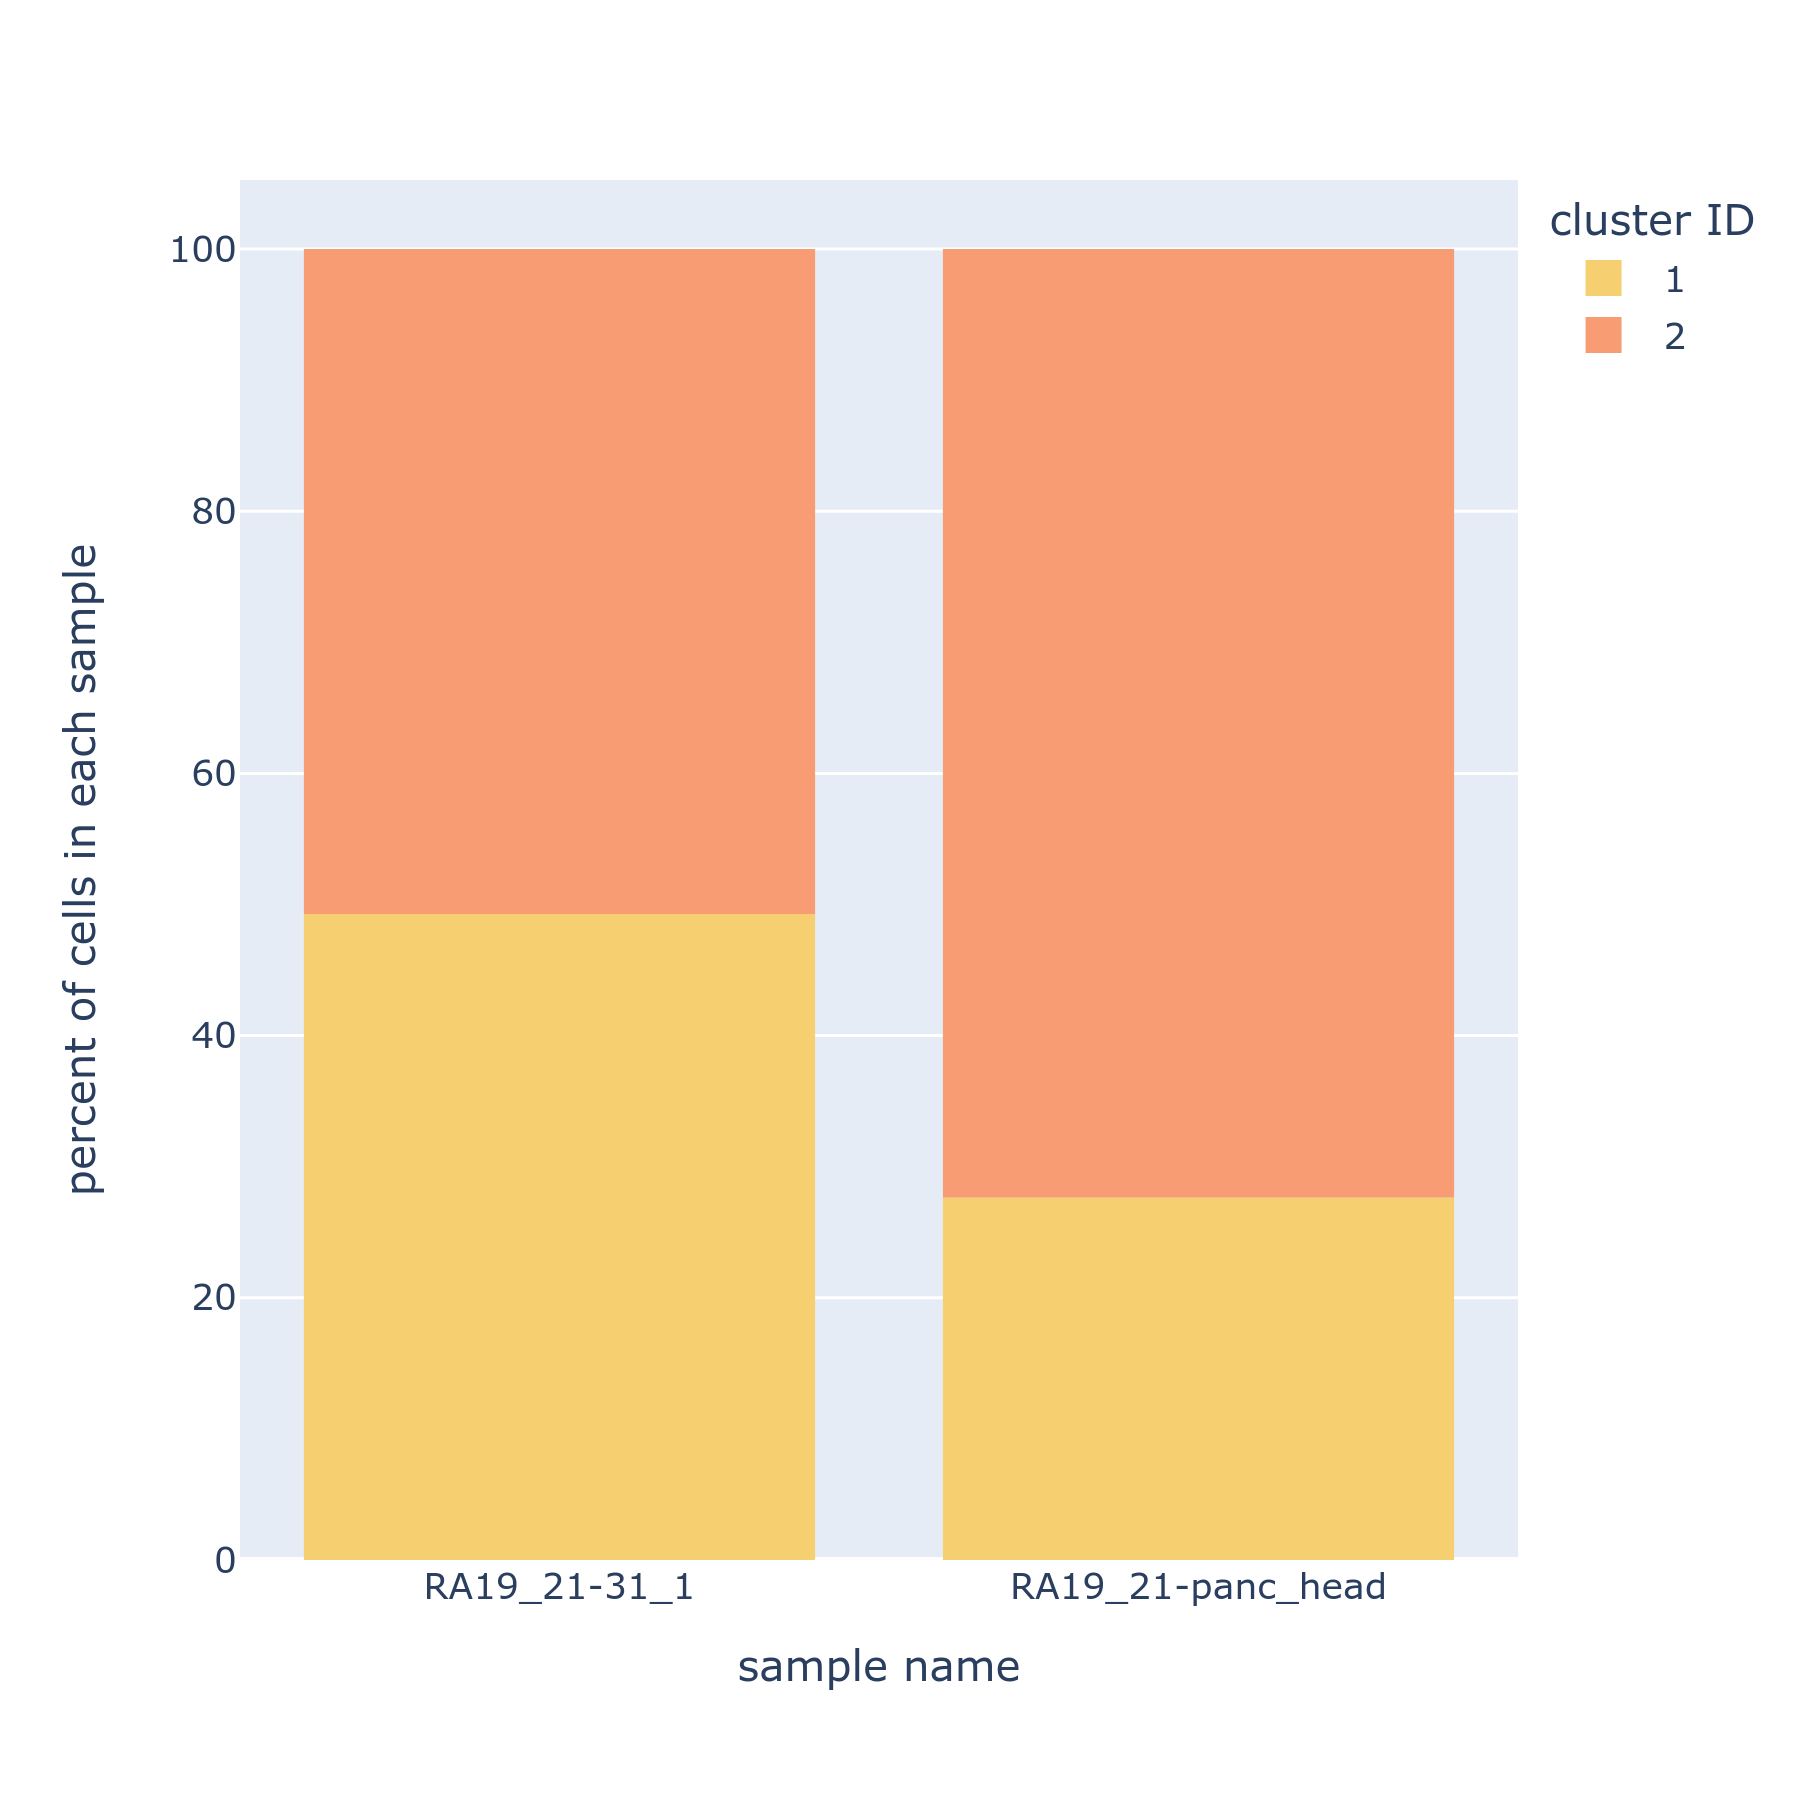 cluster ID
1
2
percent of cells in each sample
100
80
60
40
20
0
RA19_21-31_1
RA19_21-panc_head
sample name